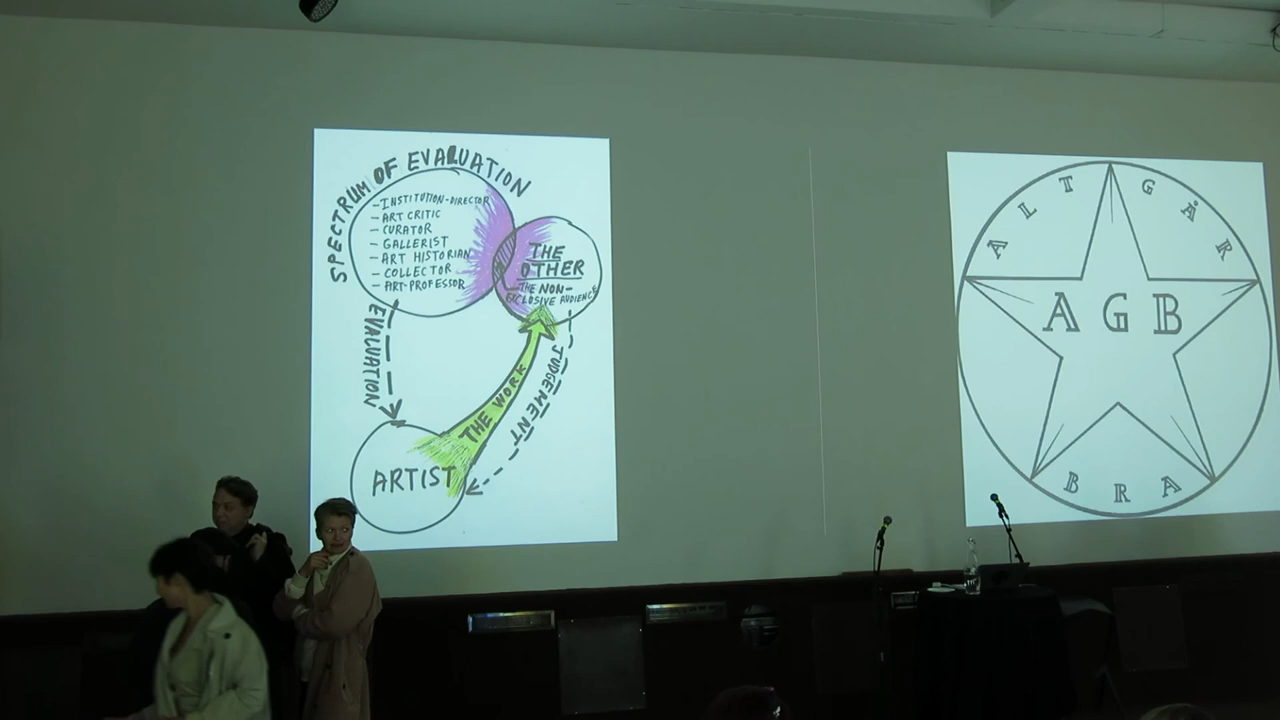 SPECTRUM OF EVALUATION
- INSTITUTION-DIRECTOR
- ART CRITIC
- CURATOR
- GALLERIST
- ART HISTORIAN
- COLLECTOR
- ART-PROFESSOR
THE
OTHER
THE NON-
EXCLUSIVE AUDIENCE
EVALUATION
THE WORK
JUDGEMENT
ARTIST
ALT GÅR
AGB
BRA